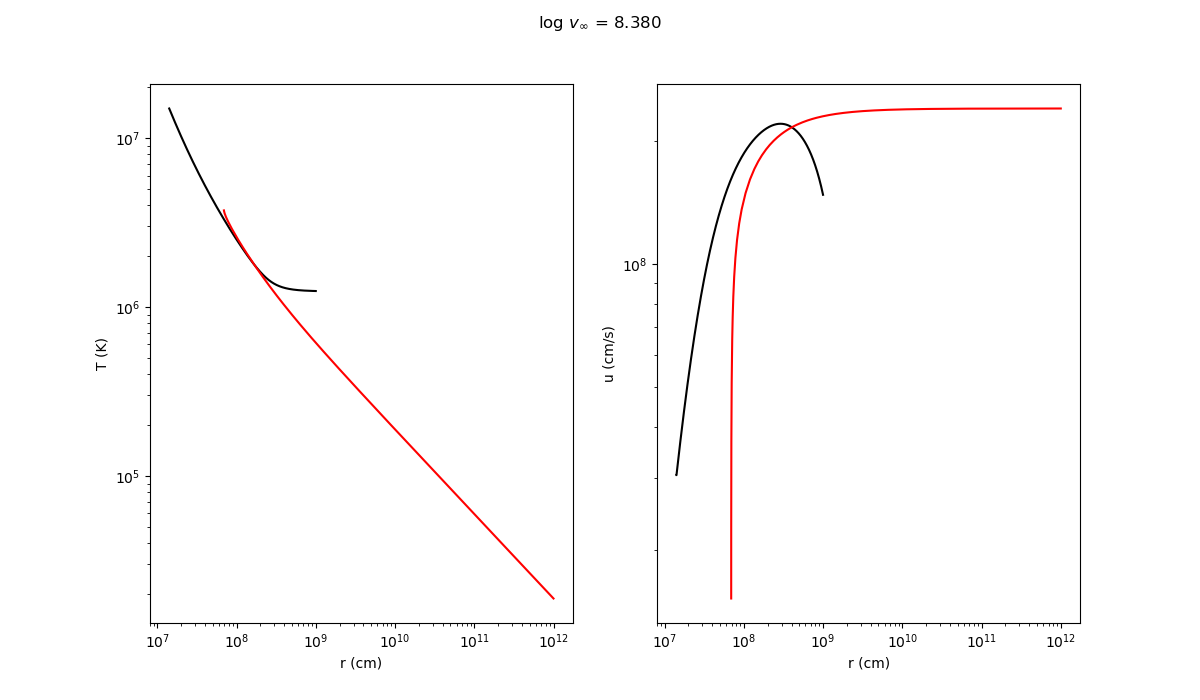 log v∞ = 8.380
10⁷
10⁶
10⁵
T (K)
10⁷ 10⁸ 10⁹ 10¹⁰ 10¹¹ 10¹²
r (cm)
10⁸
u (cm/s)
10⁷ 10⁸ 10⁹ 10¹⁰ 10¹¹ 10¹²
r (cm)